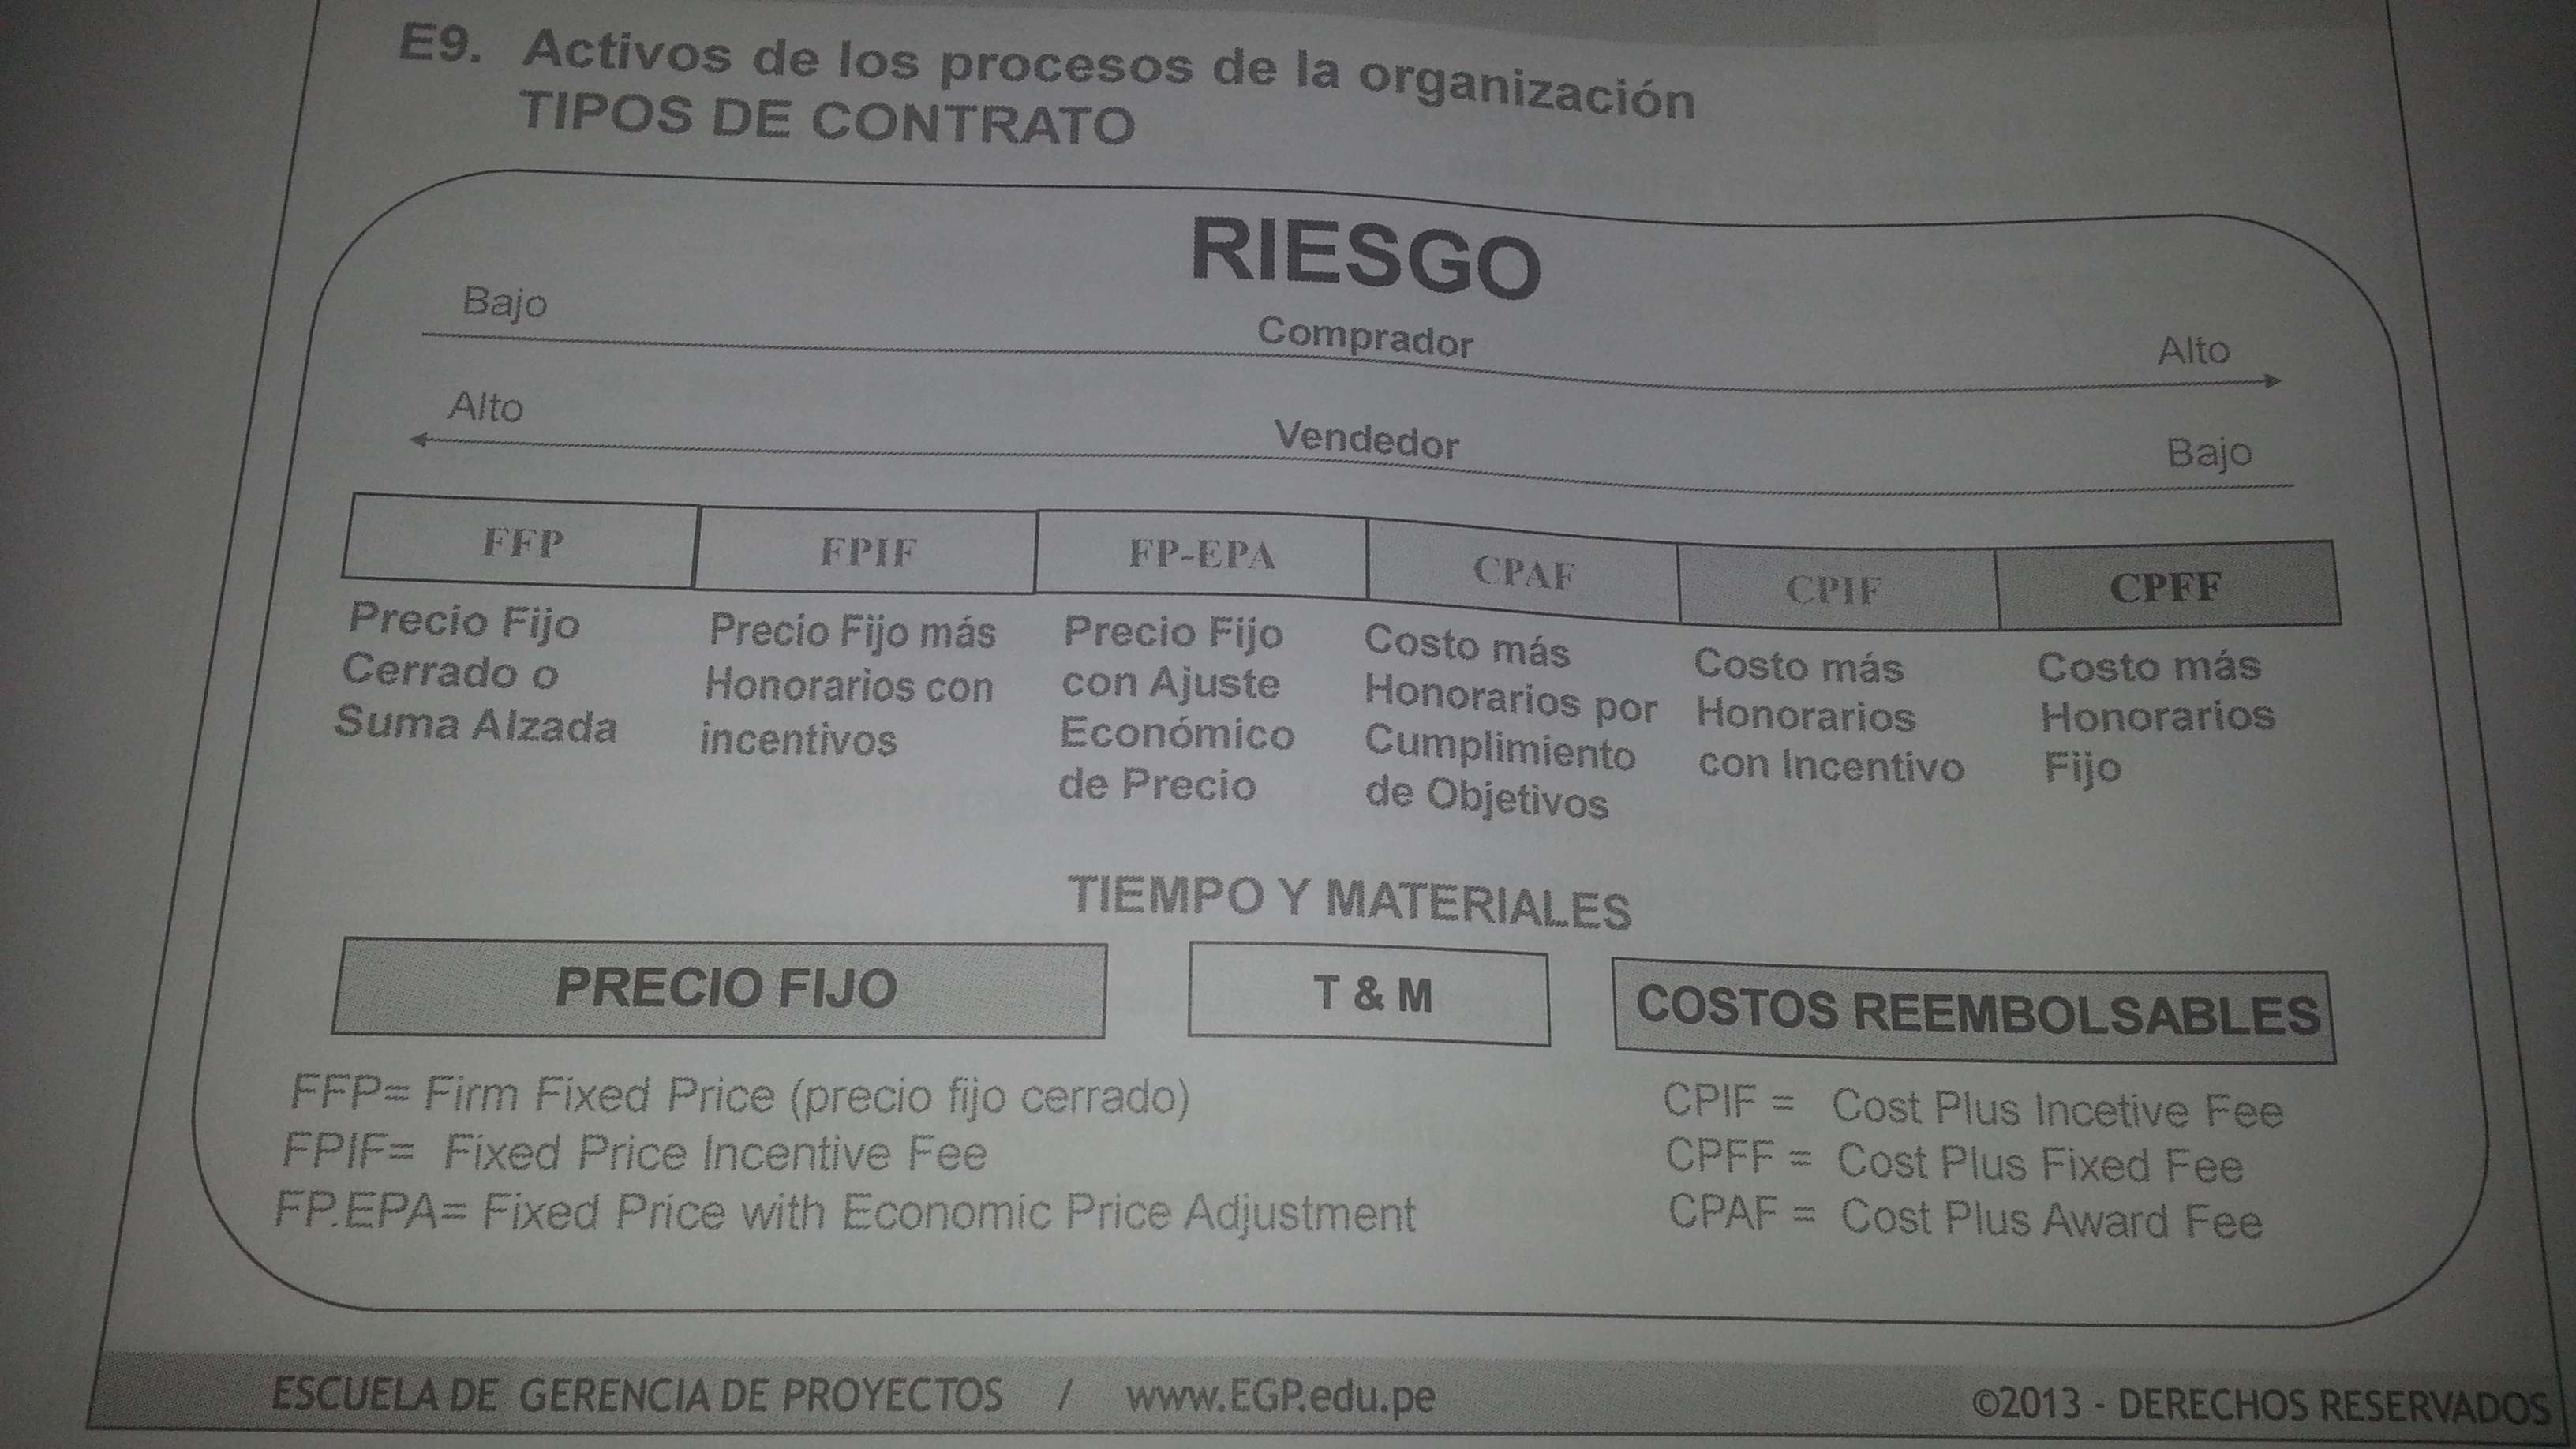 E9. Activos de los procesos de la organización
TIPOS DE CONTRATO
RIESGO
Bajo
Comprador
Alto
Alto
Vendedor
Bajo
FFP
FPIF
FP-EPA
CPAF
CPIF
CPFF
Precio Fijo
Cerrado o
Suma Alzada
Precio Fijo más
Honorarios con
incentivos
Precio Fijo
con Ajuste
Económico
de Precio
Costo más
Honorarios por
Cumplimiento
de Objetivos
Costo más
Honorarios
con Incentivo
Costo más
Honorarios
Fijo
TIEMPO Y MATERIALES
PRECIO FIJO
T & M
COSTOS REEMBOLSABLES
FFP= Firm Fixed Price (precio fijo cerrado)
FPIF= Fixed Price Incentive Fee
FP.EPA= Fixed Price with Economic Price Adjustment
CPIF = Cost Plus Incetive Fee
CPFF = Cost Plus Fixed Fee
CPAF = Cost Plus Award Fee
ESCUELA DE GERENCIA DE PROYECTOS / www.EGP.edu.pe
©2013 - DERECHOS RESERVADOS